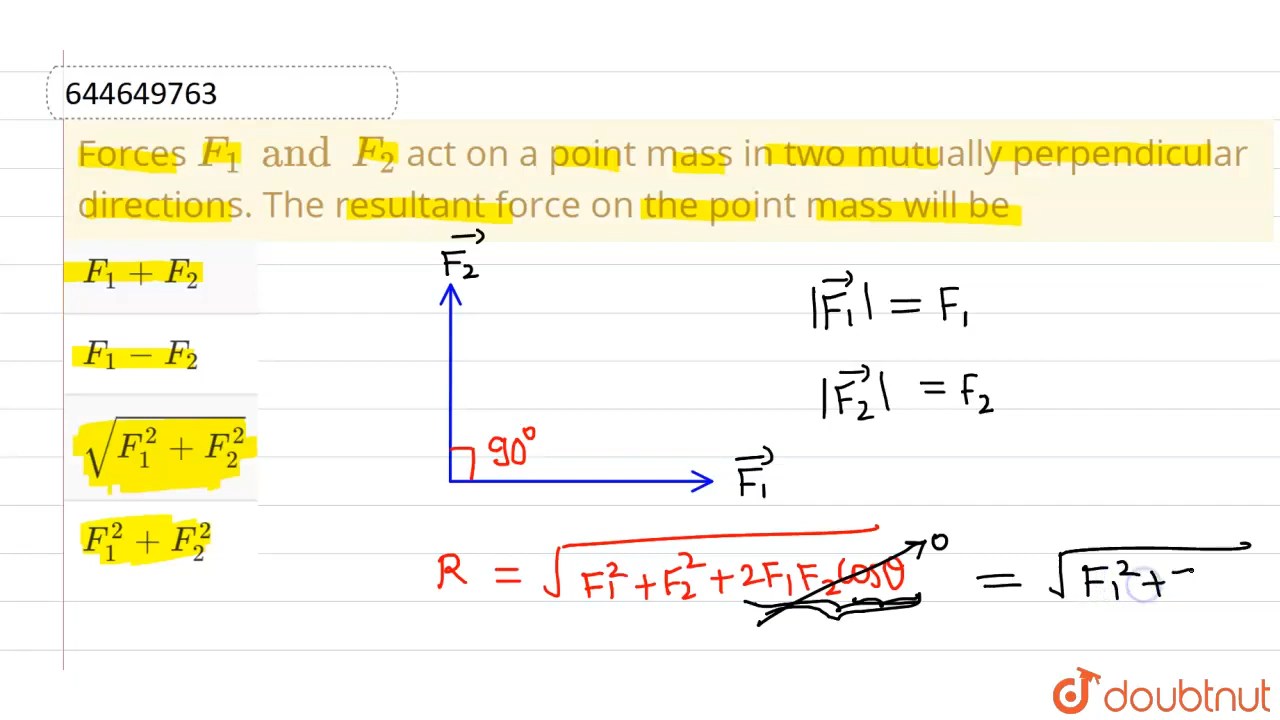 644649763
Forces F₁ and F₂ act on a point mass in two mutually perpendicular
directions. The resultant force on the point mass will be
F₁ + F₂
F₁ − F₂
√(F₁² + F₂²)
F₁² + F₂²
F₂→
|F₁→| = F₁
|F₂→| = F₂
90°
F₁→
R = √(F₁² + F₂² + 2F₁F₂cosθ) 0 = √(F₁² +
doubtnut